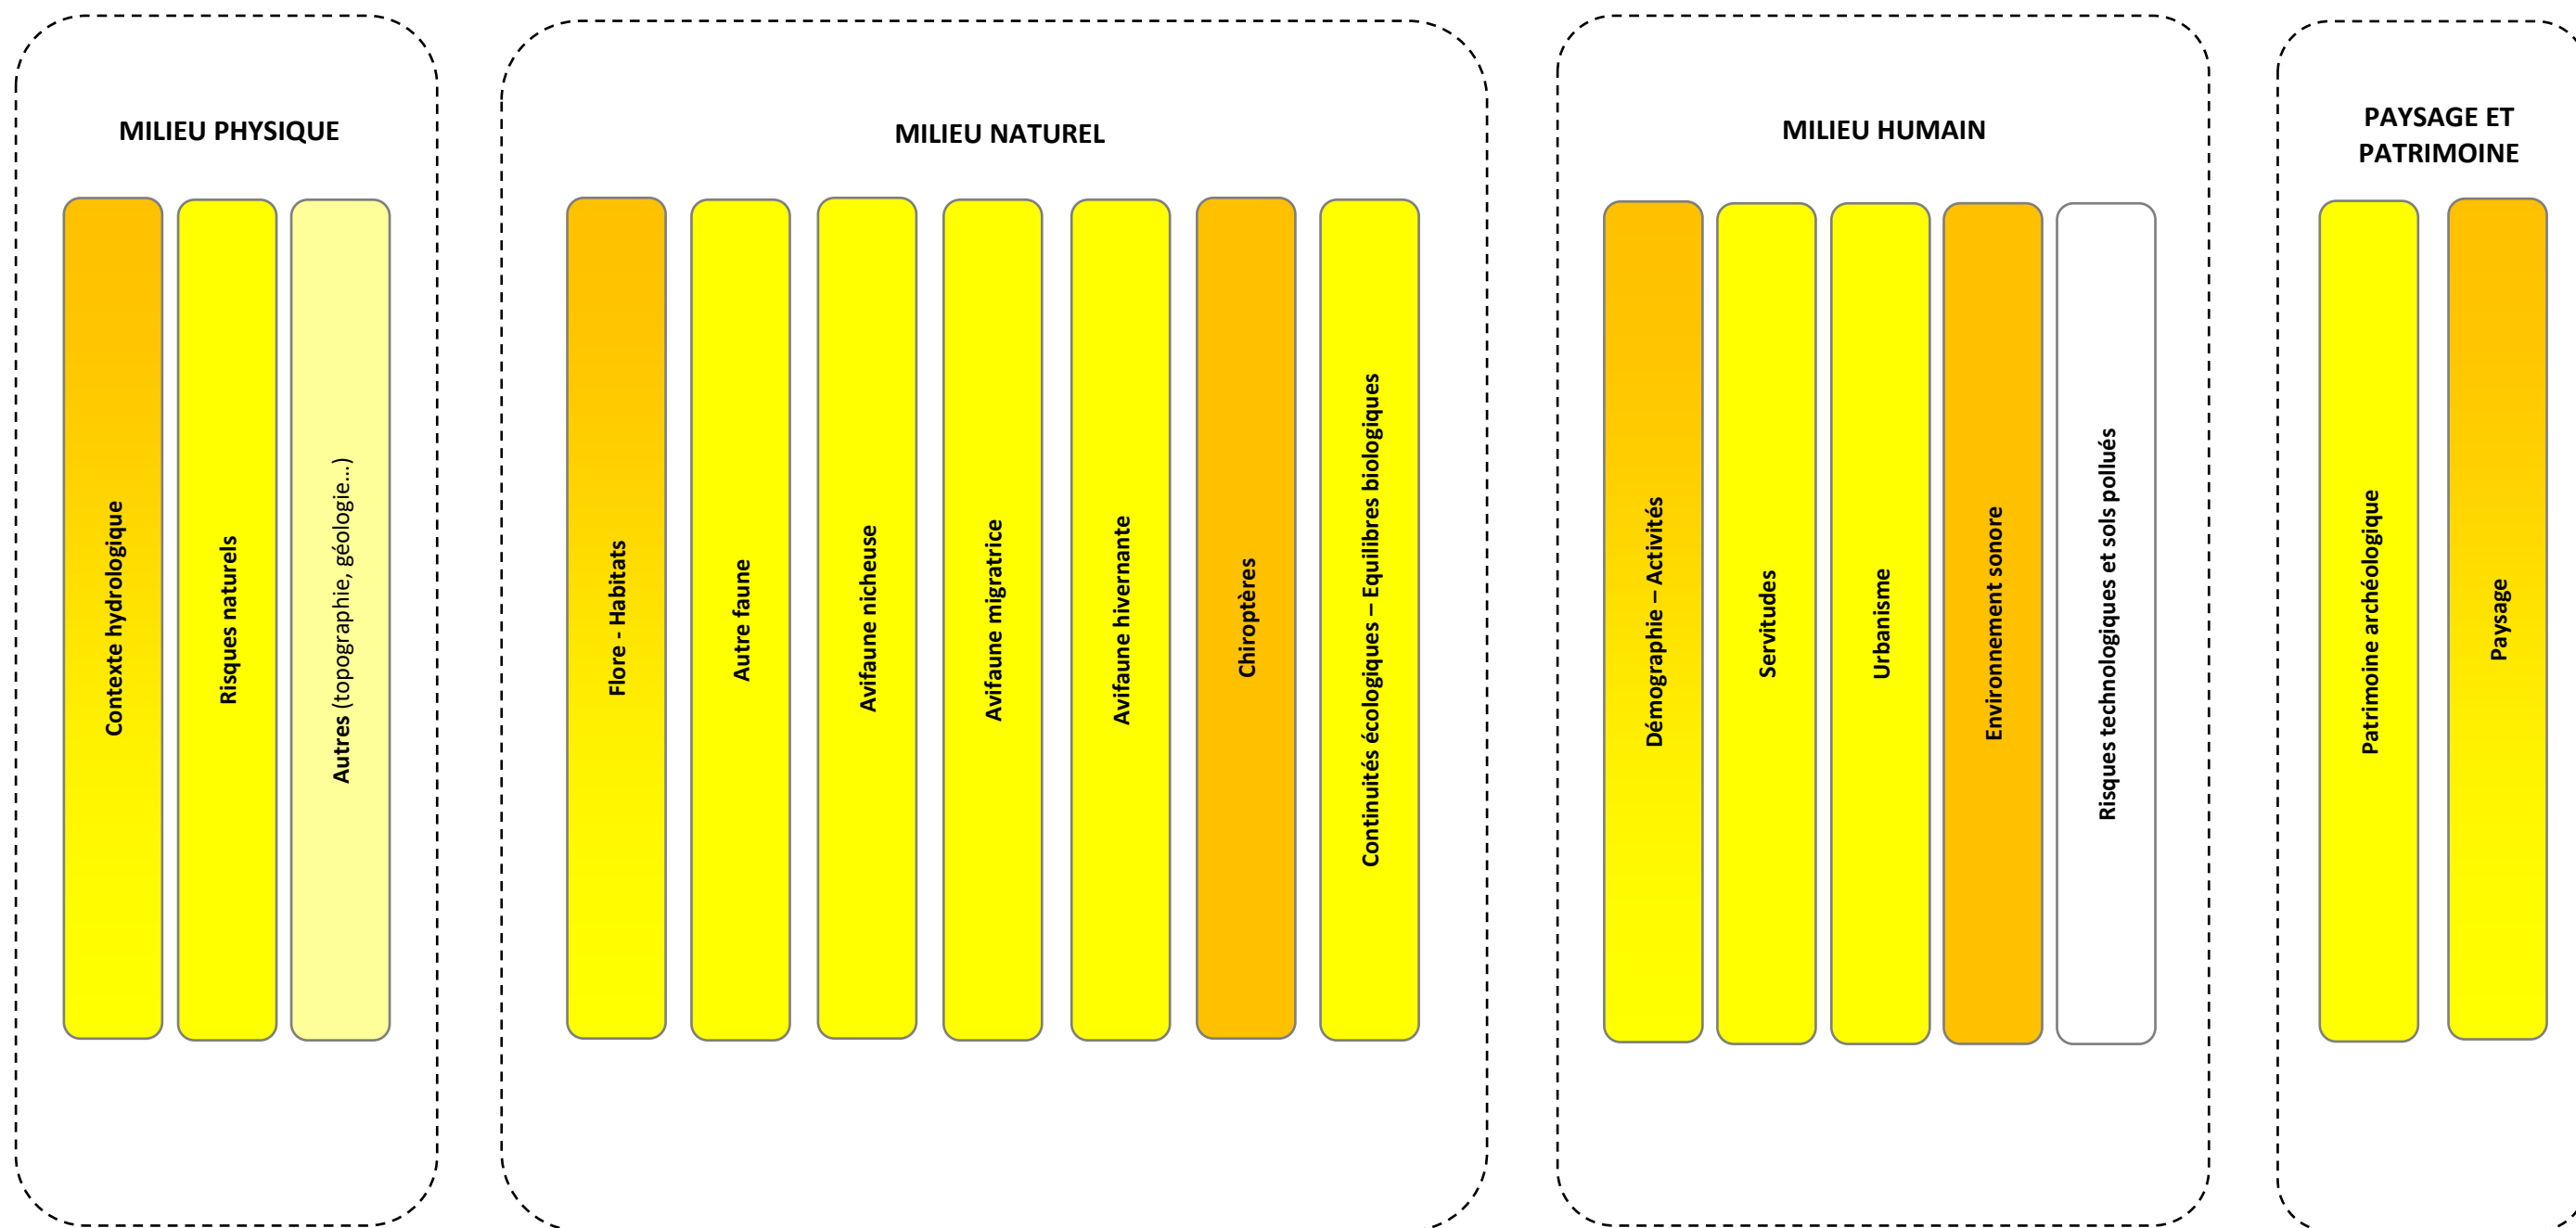 MILIEU PHYSIQUE
Contexte hydrologique
Risques naturels
Autres (topographie, géologie...)
MILIEU NATUREL
Flore - Habitats
Autre faune
Avifaune nicheuse
Avifaune migratrice
Avifaune hivernante
Chiroptères
Continuités écologiques – Equilibres biologiques
MILIEU HUMAIN
Démographie – Activités
Servitudes
Urbanisme
Environnement sonore
Risques technologiques et sols pollués
PAYSAGE ET
PATRIMOINE
Patrimoine archéologique
Paysage